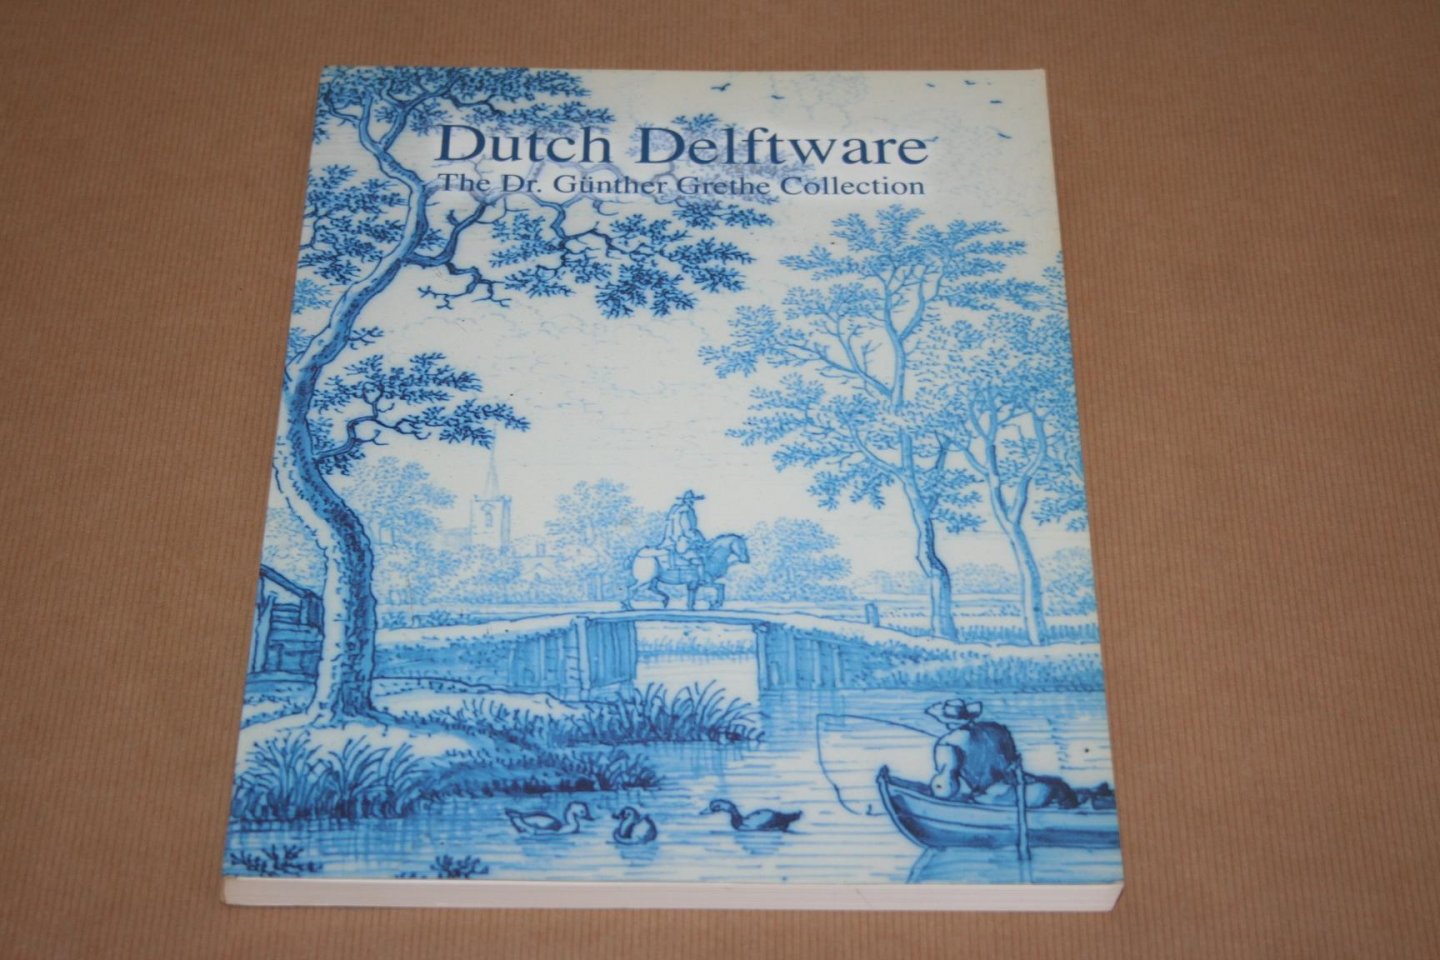 Dutch Delftware
The Dr. Günther Grethe Collection